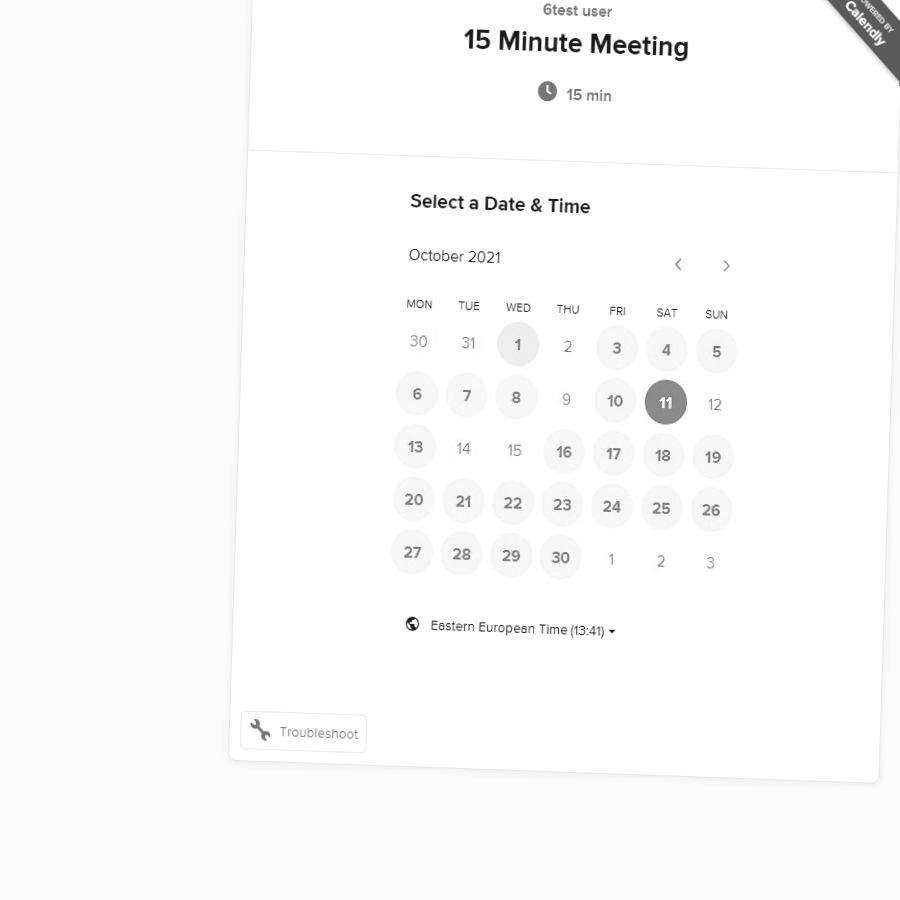 6test user
15 Minute Meeting
15 min
POWERED BY
Calendly
Select a Date & Time
October 2021
MON TUE WED THU FRI SAT SUN
30 31 1 2 3 4 5
6 7 8 9 10 11 12
13 14 15 16 17 18 19
20 21 22 23 24 25 26
27 28 29 30 1 2 3
Eastern European Time (13:41)
Troubleshoot